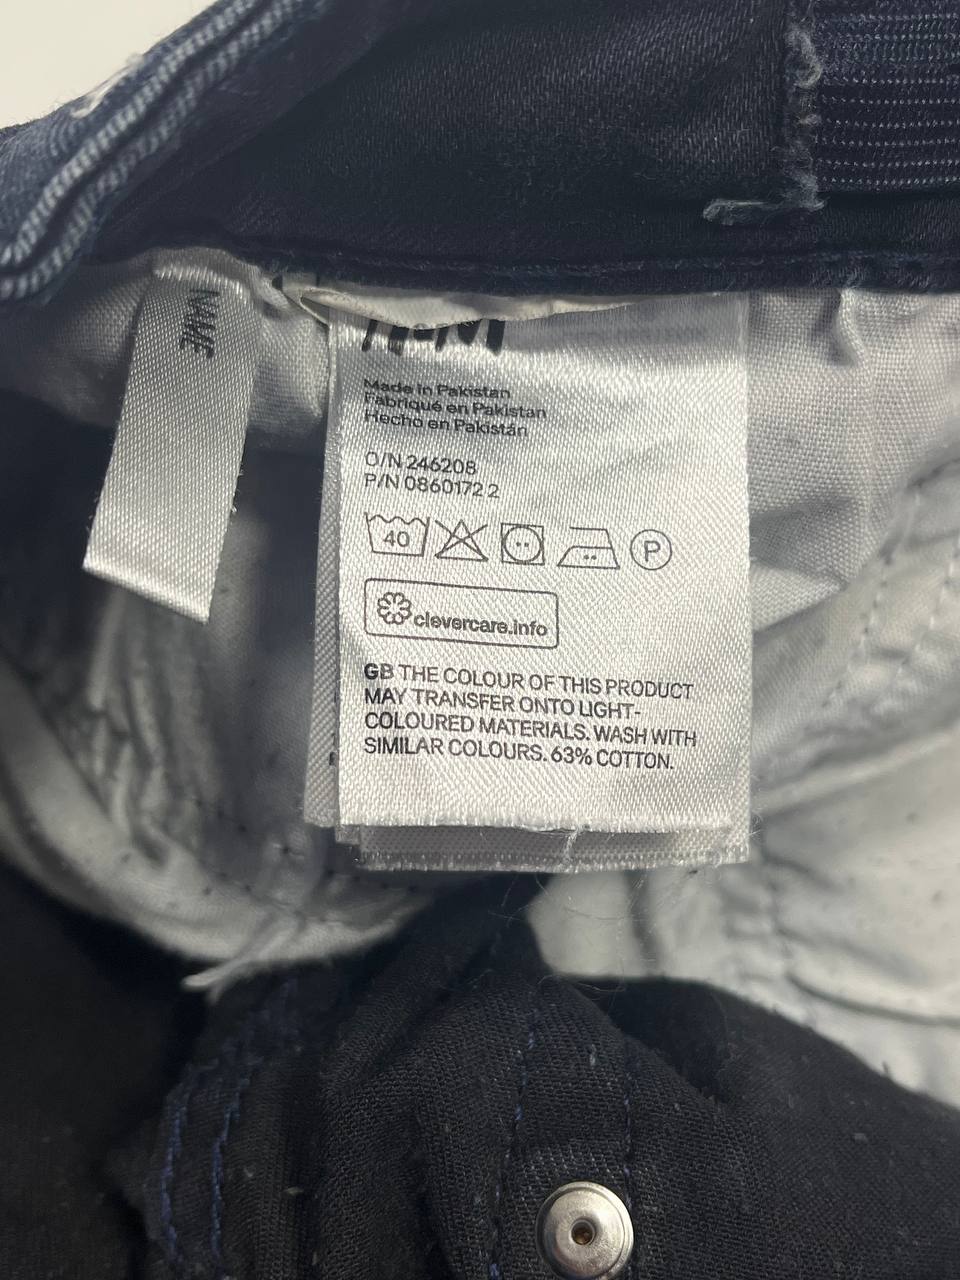 NAME
H&M
Made in Pakistan
Fabriqué en Pakistan
Hecho en Pakistán
O/N 246208
P/N 0860172 2
40
P
clevercare.info
GB THE COLOUR OF THIS PRODUCT
MAY TRANSFER ONTO LIGHT-
COLOURED MATERIALS. WASH WITH
SIMILAR COLOURS. 63% COTTON.